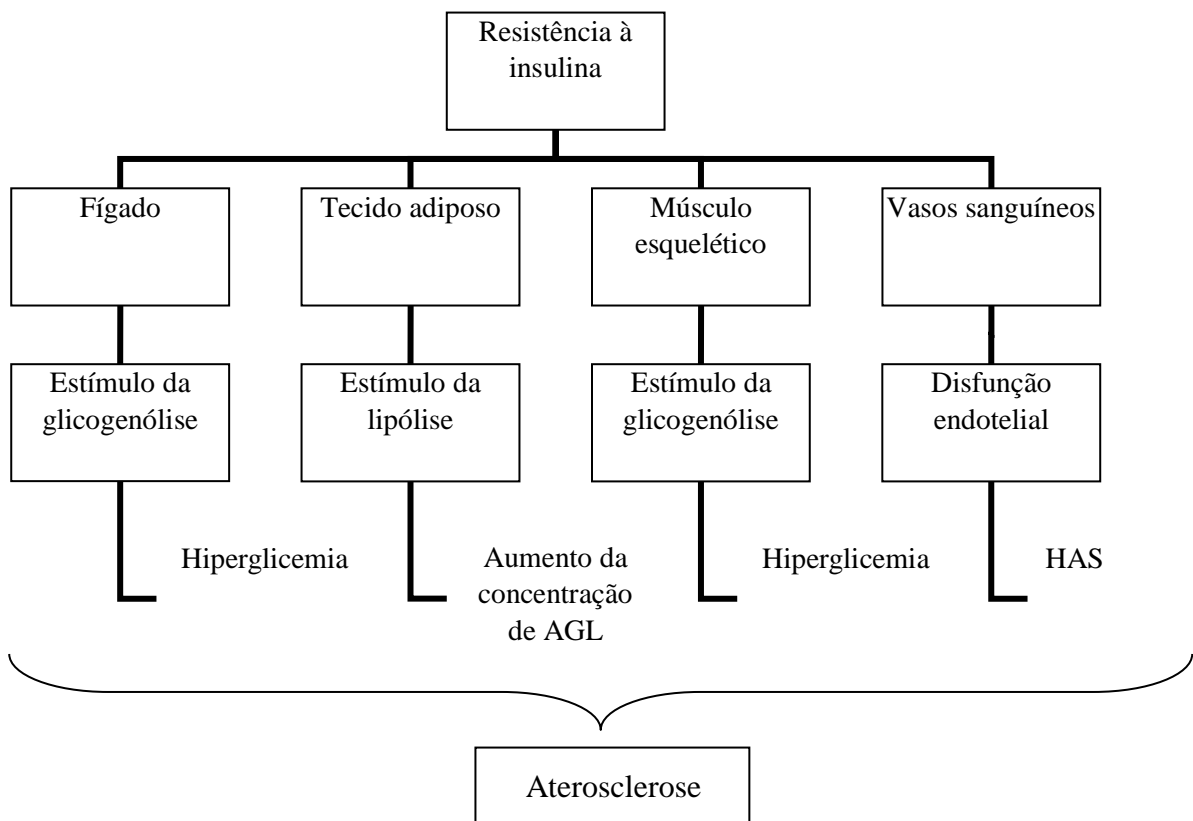 Resistência à
insulina
Fígado
Tecido adiposo
Músculo
esquelético
Vasos sanguíneos
Estímulo da
glicogenólise
Estímulo da
lipólise
Estímulo da
glicogenólise
Disfunção
endotelial
Hiperglicemia
Aumento da
concentração
de AGL
Hiperglicemia
HAS
Aterosclerose